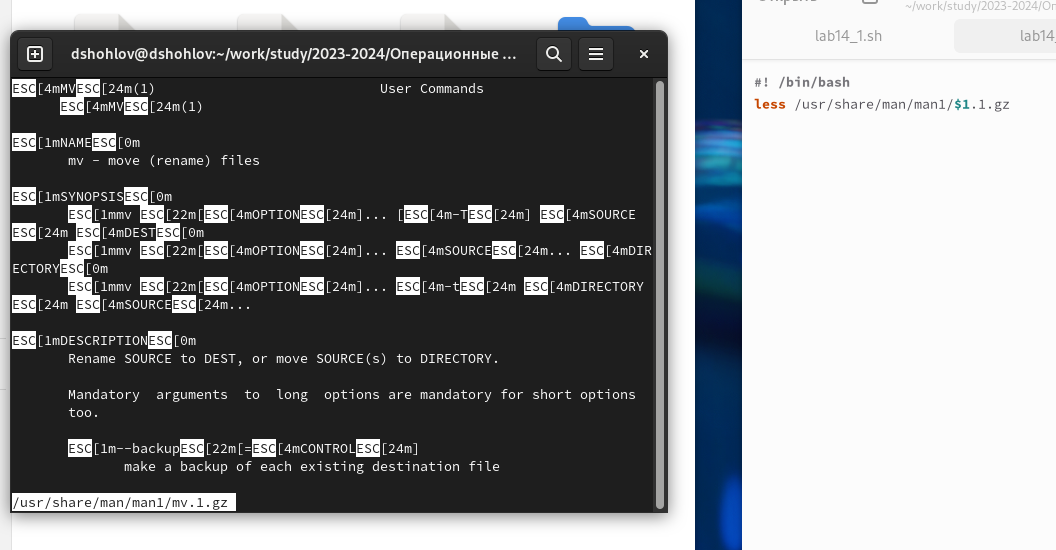 dshohlov@dshohlov:~/work/study/2023-2024/Операционные ...
ESC[4mMVESC[24m(1) User Commands
ESC[4mMVESC[24m(1)
ESC[1mNAMEESC[0m
mv - move (rename) files
ESC[1mSYNOPSISESC[0m
ESC[1mmv ESC[22m[ESC[4mOPTIONESC[24m]... [ESC[4m-TESC[24m] ESC[4mSOURCE
ESC[24m ESC[4mDESTESC[0m
ESC[1mmv ESC[22m[ESC[4mOPTIONESC[24m]... ESC[4mSOURCEESC[24m... ESC[4mDIR
ECTORYESC[0m
ESC[1mmv ESC[22m[ESC[4mOPTIONESC[24m]... ESC[4m-tESC[24m ESC[4mDIRECTORY
ESC[24m ESC[4mSOURCEESC[24m...
ESC[1mDESCRIPTIONESC[0m
Rename SOURCE to DEST, or move SOURCE(s) to DIRECTORY.
Mandatory arguments to long options are mandatory for short options
too.
ESC[1m--backupESC[22m[=ESC[4mCONTROLESC[24m]
make a backup of each existing destination file
/usr/share/man/man1/mv.1.gz
~/work/study/2023-2024/Оп
lab14_1.sh lab14_
#! /bin/bash
less /usr/share/man/man1/$1.1.gz